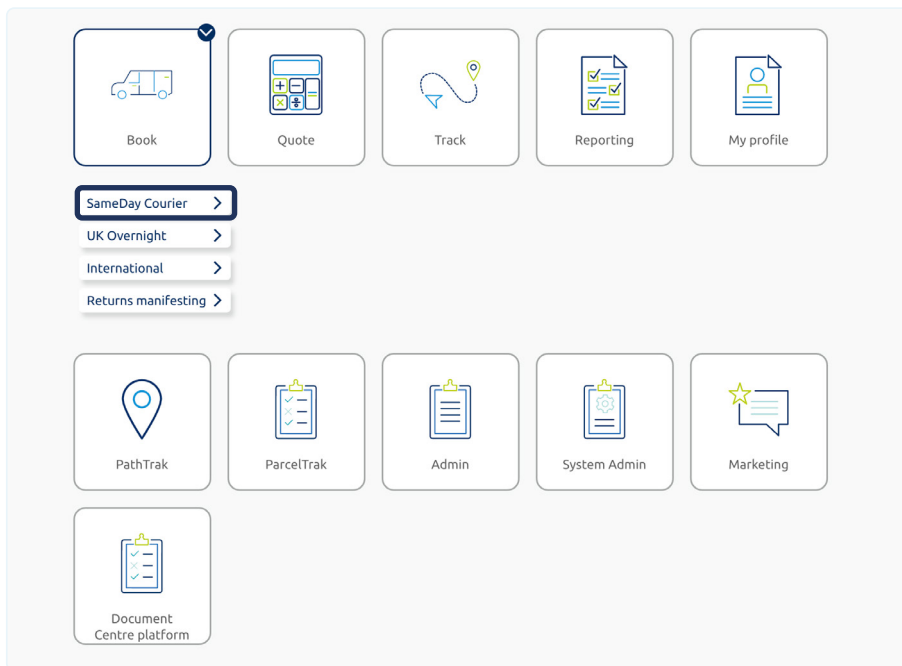 Book
Quote
Track
Reporting
My profile
SameDay Courier
UK Overnight
International
Returns manifesting
PathTrak
ParcelTrak
Admin
System Admin
Marketing
Document
Centre platform